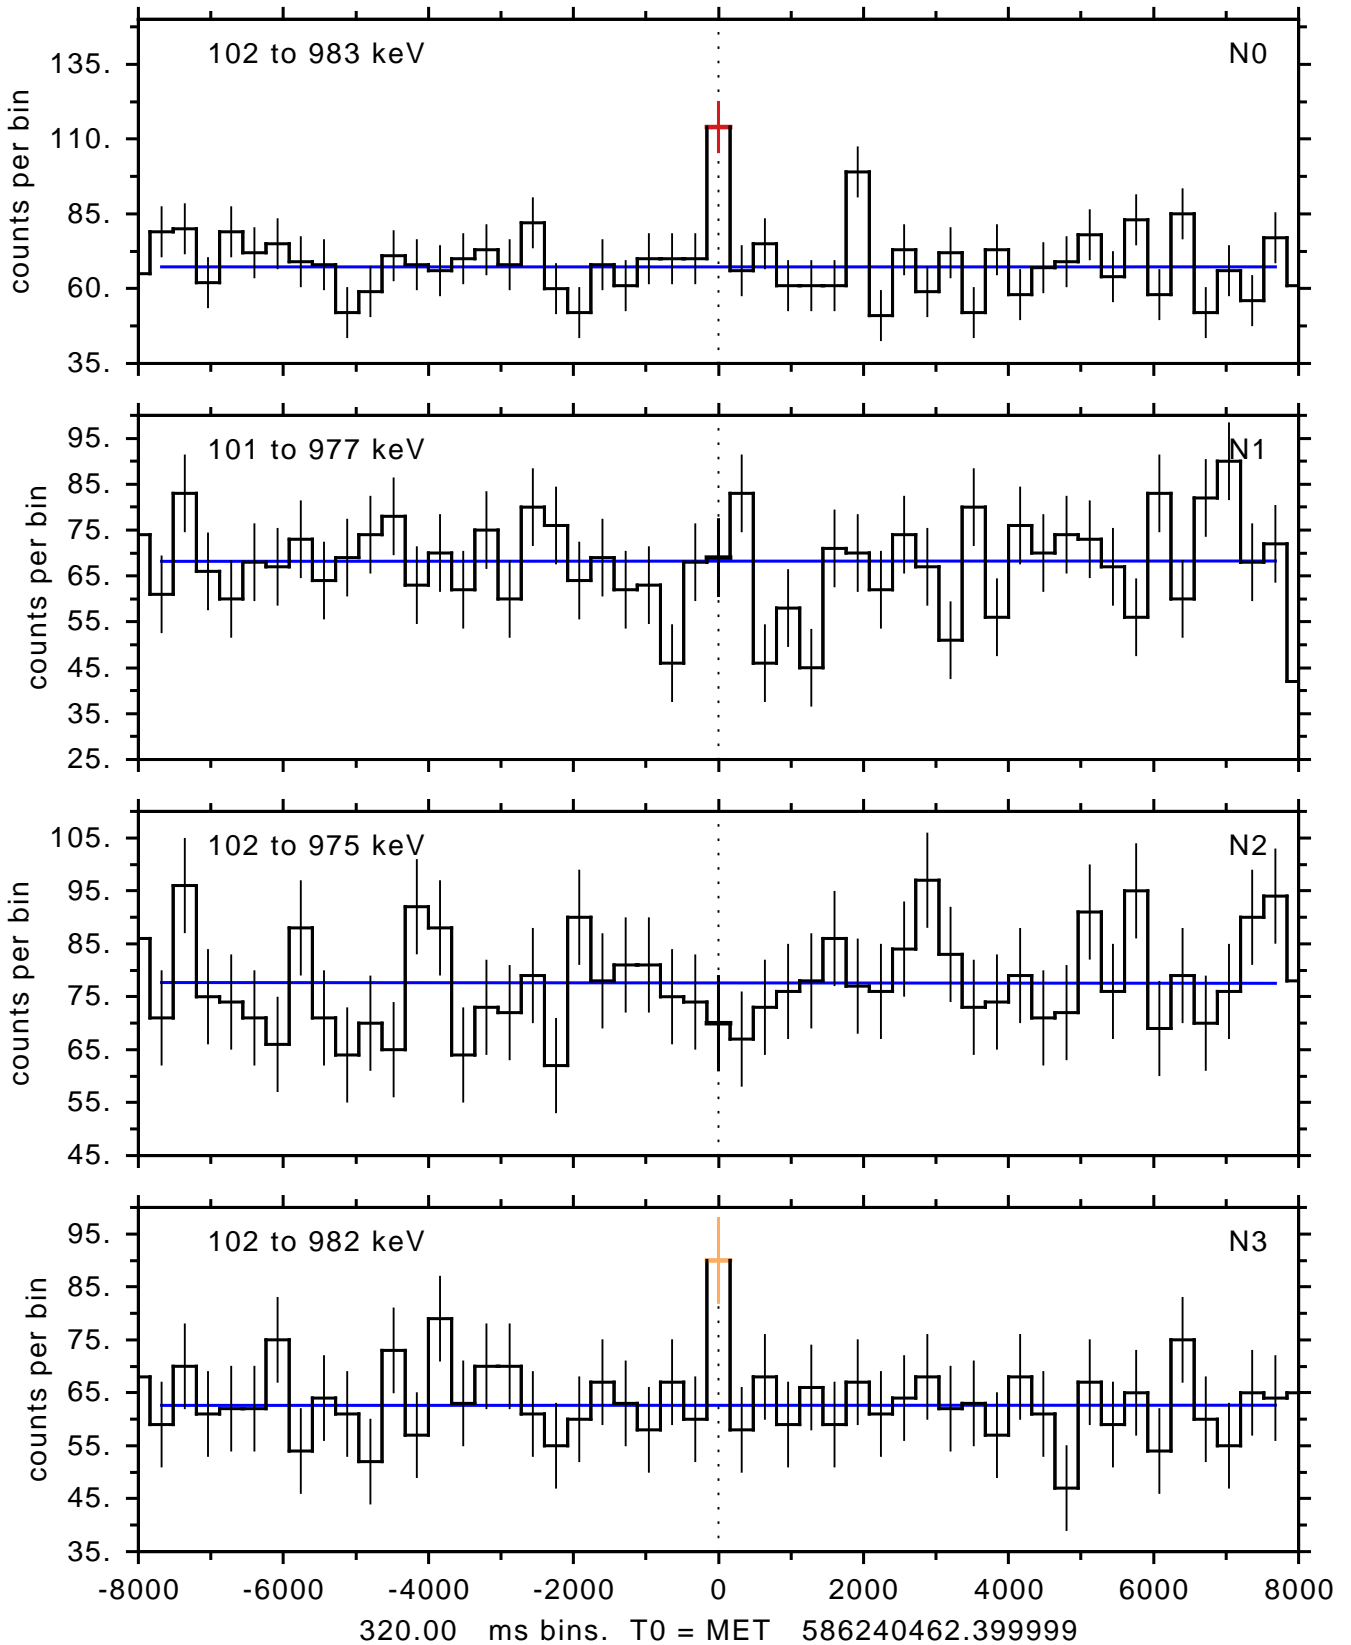 102 to 983 keV N0
135.
110.
85.
60.
35.
counts per bin
101 to 977 keV N1
95.
85.
75.
65.
55.
45.
35.
25.
counts per bin
102 to 975 keV N2
105.
95.
85.
75.
65.
55.
45.
counts per bin
102 to 982 keV N3
95.
85.
75.
65.
55.
45.
35.
counts per bin
-8000 -6000 -4000 -2000 0 2000 4000 6000 8000
320.00 ms bins. T0 = MET 586240462.399999